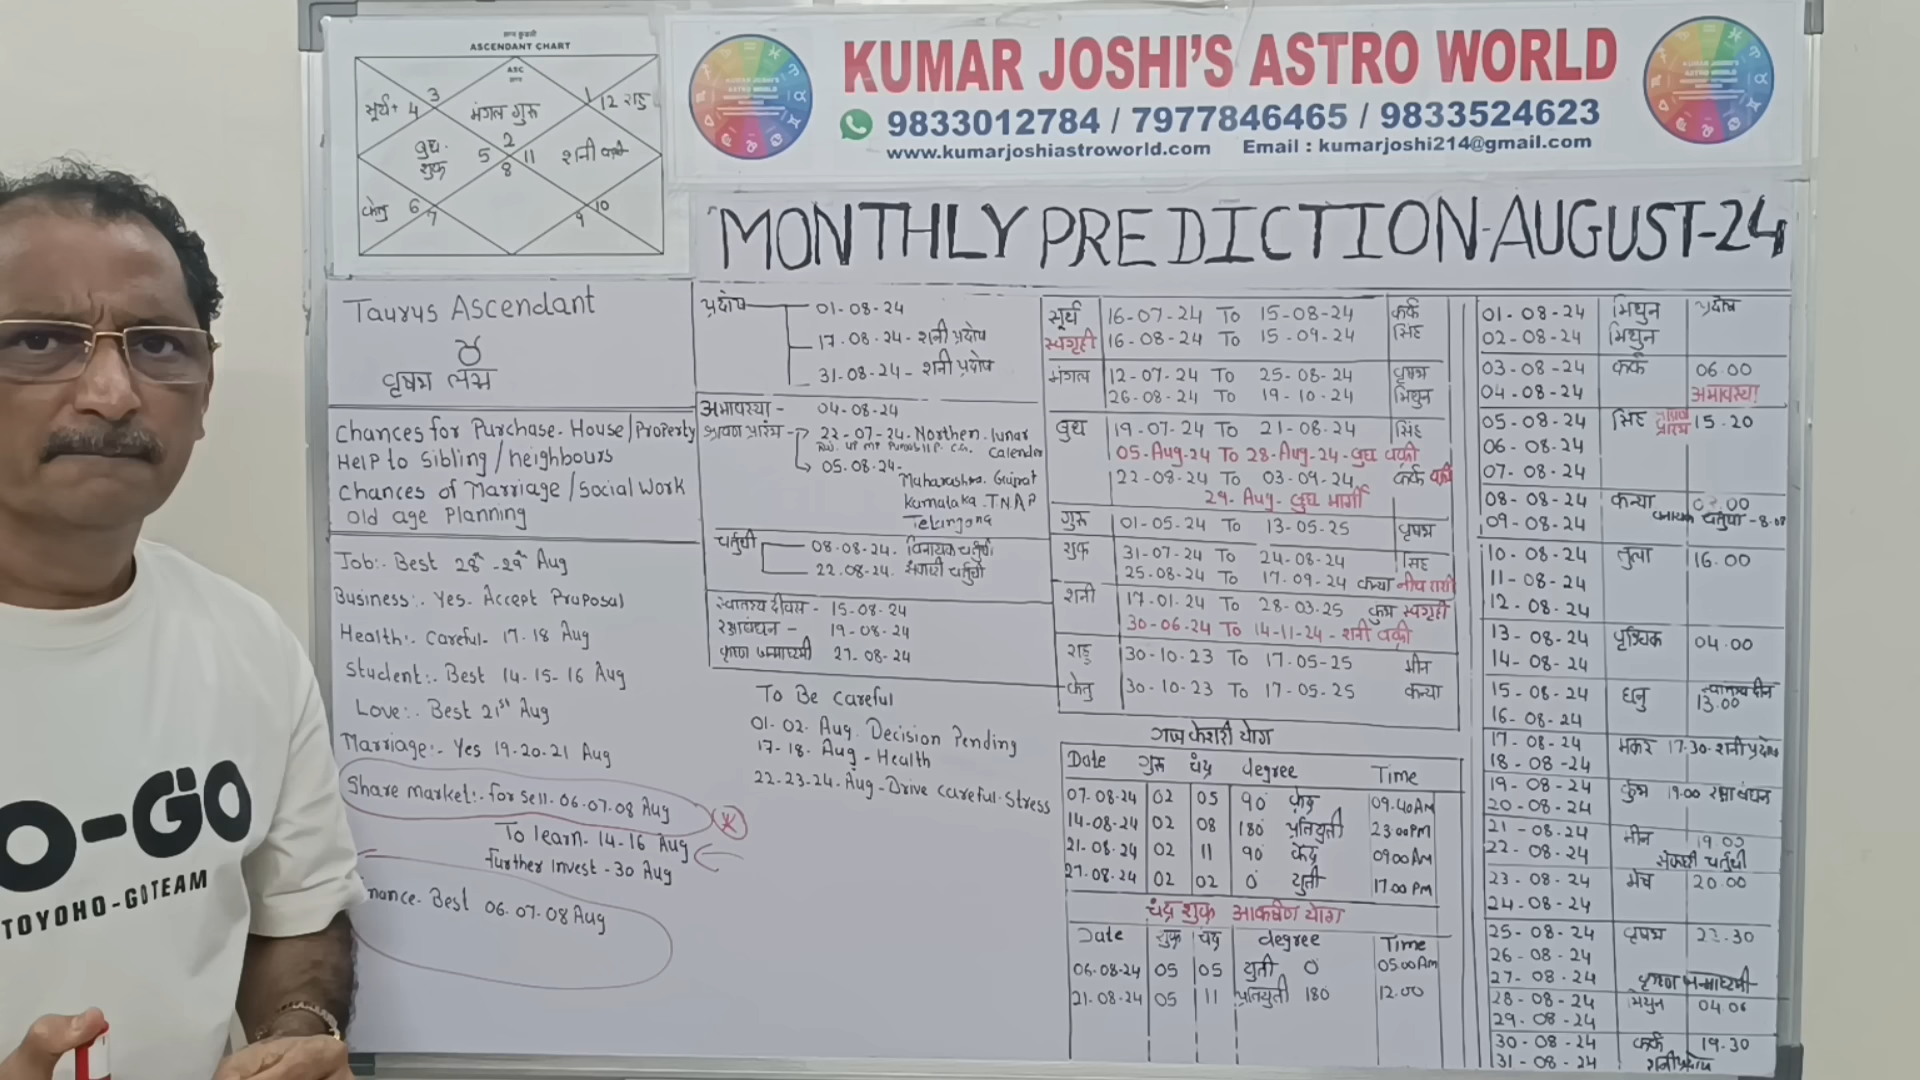 लग्न कुंडली
ASCENDANT CHART
ASC
लग्न
सूर्य+ 4 3
मंगल गुरु
1 12 राहु
बुध
शुक्र
5 2 11 8
शनी वक्री
केतु 6 7
9 10
KUMAR JOSHI'S ASTRO WORLD
9833012784 / 7977846465 / 9833524623
www.kumarjoshiastroworld.com Email : kumarjoshi214@gmail.com
MONTHLY PREDICTION-AUGUST-24
Taurus Ascendant
♉
वृषभ लग्न
Chances for Purchase-House/Property
Help to Sibling/neighbours
Chances of Marriage/Social Work
Old age Planning
Job:- Best 28th-29th Aug
Business:- Yes. Accept Proposal
Health:- Careful- 17-18 Aug
Student:- Best 14-15-16 Aug
Love:- Best 21st Aug
Marriage:- Yes 19-20-21 Aug
Share market:- for sell-06.07.08 Aug
To learn- 14-16 Aug
further invest - 30 Aug
nance- Best 06.07.08 Aug
प्रदोष 01-08-24
17-08-24- शनी प्रदोष
31-08-24- शनी प्रदोष
अमावस्या - 04-08-24
श्रावण प्रारंभ- 22-07-24-Northen-lunar
Calender
05.08.24-
Maharashtra. Gujrat
Karnataka. T.N A P
Telangana
चतुर्थी 08.08-24. विनायक चतुर्थी
22.08-24. संकष्टी चतुर्थी
स्वातंत्र्य दीवस - 15-08-24
रक्षाबंधन - 19-08-24
कृष्ण जन्माष्टमी 27-08-24
To Be Careful
01-02. Aug. Decision Pending
17-18. Aug - Health
22-23-24. Aug - Drive Careful-Stress
सूर्य 16-07-24 To 15-08-24 कर्क
स्वगृही 16-08-24 To 15-09-24 सिंह
मंगल 12-07-24 To 25-08-24 वृषभ
26-08-24 To 19-10-24 मिथुन
बुध 19-07-24 To 21-08-24 सिंह
05-Aug-24 To 28-Aug-24-बुध वक्री
22-08-24 To 03-09-24 कर्क वक्री
29- Aug- बुध मार्गी
गुरु 01-05-24 To 13-05-25 वृषभ
शुक्र 31-07-24 To 24-08-24 सिंह
25-08-24 To 17-09-24 कन्या नीच राशी
शनी 17-01-24 To 28-03-25 कुंभ स्वगृही
30-06-24 To 14-11-24 - शनी वक्री
राहु 30-10-23 To 17-05-25 मीन
केतु 30-10-23 To 17-05-25 कन्या
गजकेशरी योग
Date गुरु चंद्र degree Time
07-08-24 02 05 90 केंद्र 09.40AM
14-08-24 02 08 180 प्रतियुती 23.00PM
21-08-24 02 11 90 केंद्र 0900 AM
27-08-24 02 02 0 युती 17.00 PM
चंद्र शुक्र आकर्षण योग
Date शुक्र चंद्र degree Time
06-08-24 05 05 युती 0 05.00AM
21-08-24 05 11 प्रतियुती 180 12.00
01-08-24 मिथुन प्रदोष
02-08-24 मिथुन
03-08-24 कर्क 06.00
04-08-24 अमावस्या
05-08-24 सिंह श्रावण प्रारंभ 15.20
06-08-24
07-08-24
08-08-24 कन्या
09-08-24 चतुर्थी
10-08-24 तुला 16.00
11-08-24
12-08-24
13-08-24 वृश्चिक 04.00
14-08-24
15-08-24 धनु 13.00
16-08-24
17-08-24 मकर 17.30-शनी प्रदोष
18-08-24
19-08-24 कुंभ 19.00 रक्षाबंधन
20-08-24
21-08-24 मीन
22-08-24 संकष्टी चतुर्थी
23-08-24 मेष 20.00
24-08-24
25-08-24 वृषभ
26-08-24
27-08-24 कृष्ण जन्माष्टमी
28-08-24 मिथुन
29-08-24
30-08-24 कर्क 19.30
31-08-24 शनी प्रदोष
O-GO
TOYOHO-GOTEAM